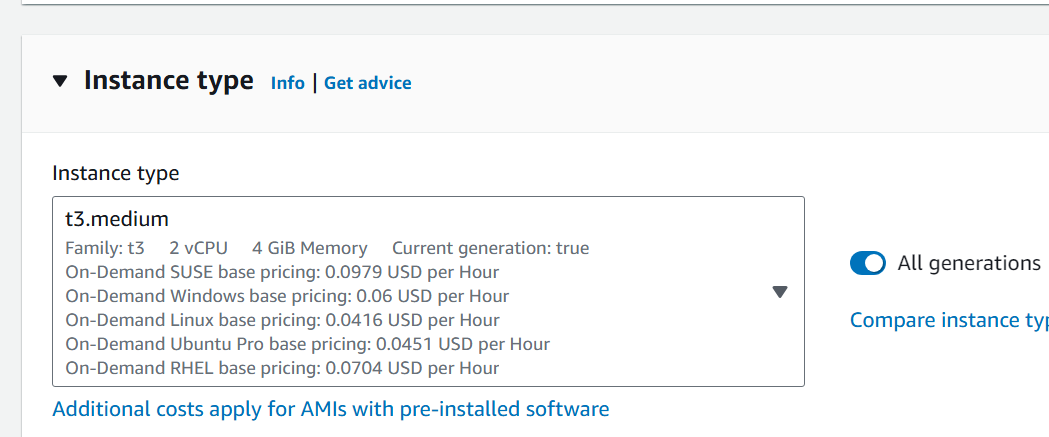 Instance type Info | Get advice
Instance type
t3.medium
Family: t3 2 vCPU 4 GiB Memory Current generation: true
On-Demand SUSE base pricing: 0.0979 USD per Hour
On-Demand Windows base pricing: 0.06 USD per Hour
On-Demand Linux base pricing: 0.0416 USD per Hour
On-Demand Ubuntu Pro base pricing: 0.0451 USD per Hour
On-Demand RHEL base pricing: 0.0704 USD per Hour
All generations
Compare instance
Additional costs apply for AMIs with pre-installed software